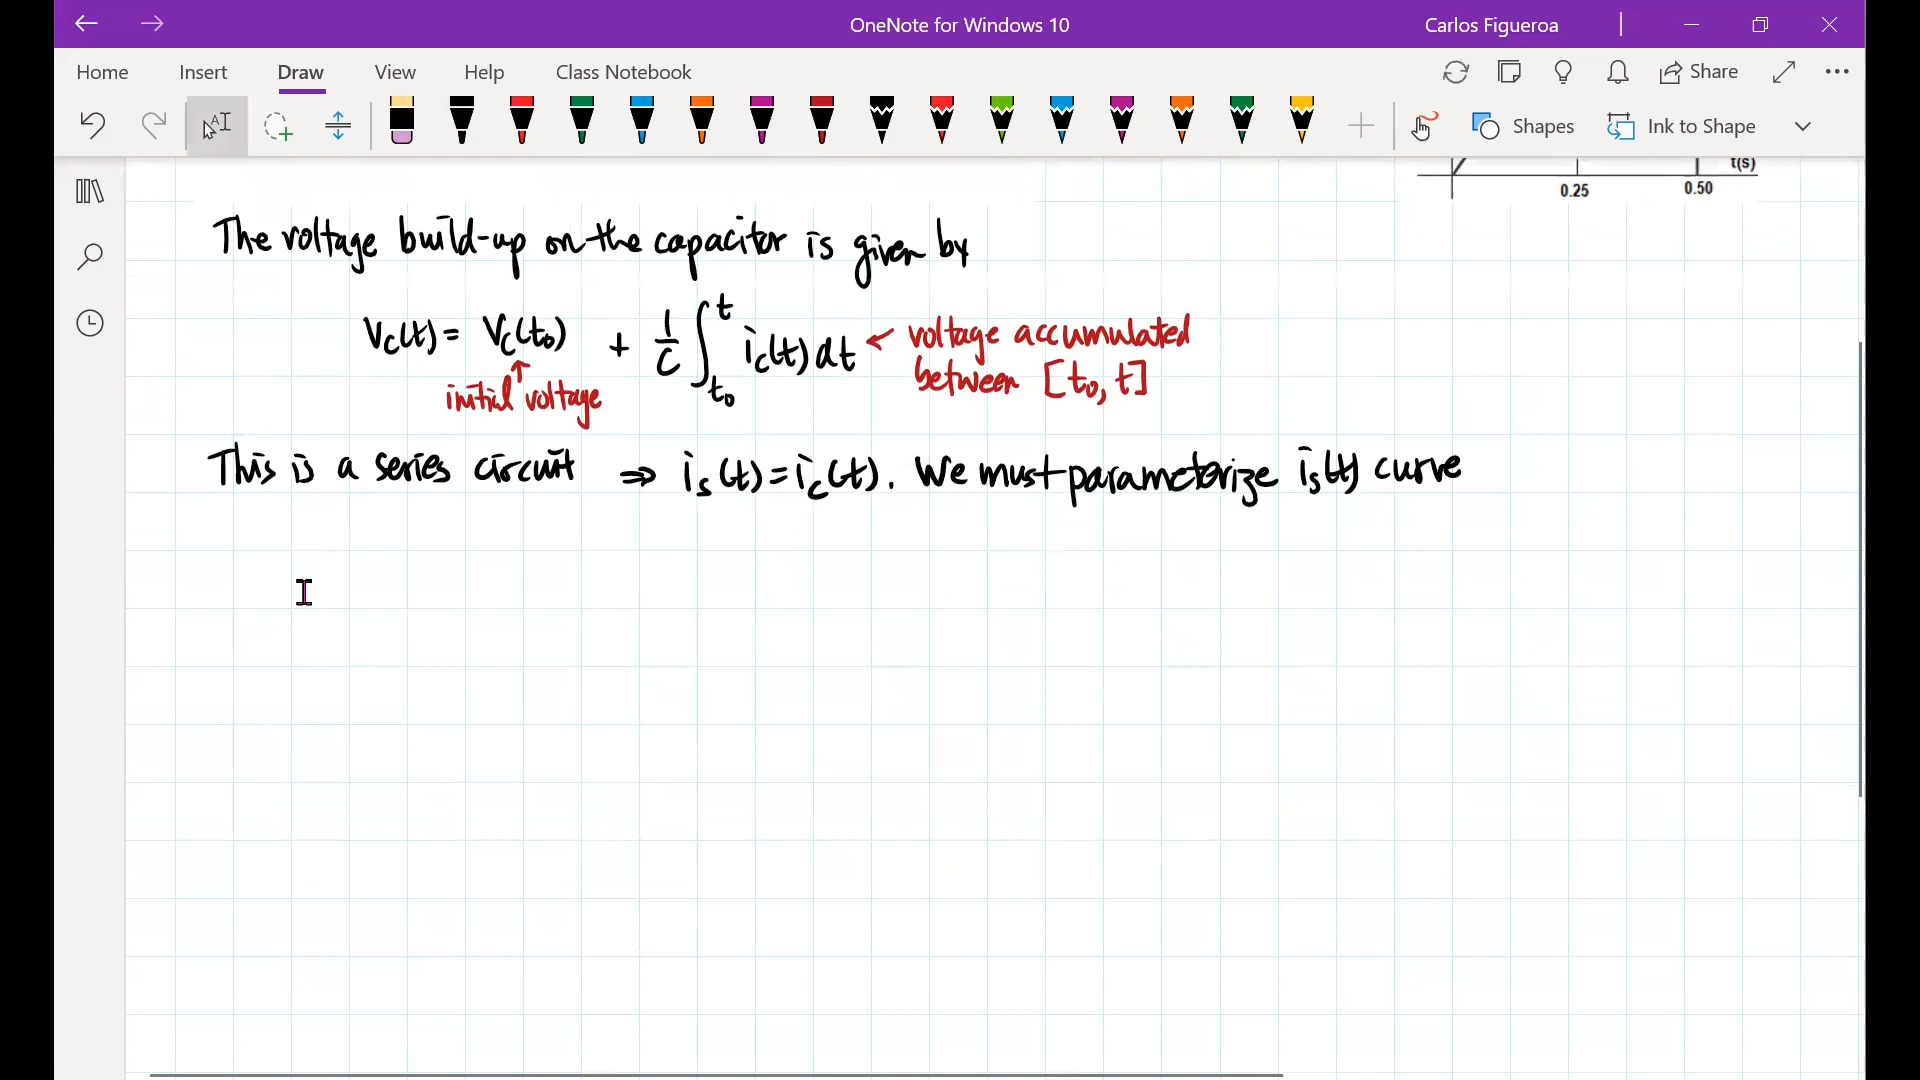 OneNote for Windows 10
Carlos Figueroa
Home Insert Draw View Help Class Notebook
Share
Shapes Ink to Shape
t(s)
0.25 0.50
The voltage build-up on the capacitor is given by
Vc(t) = Vc(t₀) + 1/C ∫ₜ₀ᵗ ic(t) dt ← voltage accumulated
between [t₀, t]
↑
initial voltage
This is a series circuit ⇒ is(t) = ic(t). We must parameterize is(t) curve